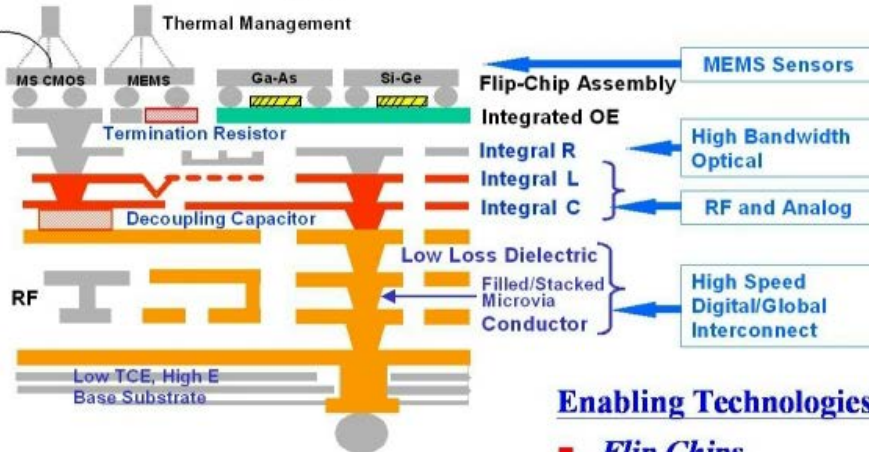 Thermal Management
MS CMOS
MEMS
Ga-As
Si-Ge
Flip-Chip Assembly
MEMS Sensors
Termination Resistor
Integrated OE
Integral R
High Bandwidth
Optical
Integral L
Decoupling Capacitor
Integral C
RF and Analog
Low Loss Dielectric
RF
Filled/Stacked
Microvia
Conductor
High Speed
Digital/Global
Interconnect
Low TCE, High E
Base Substrate
Enabling Technologies
Flip Chips